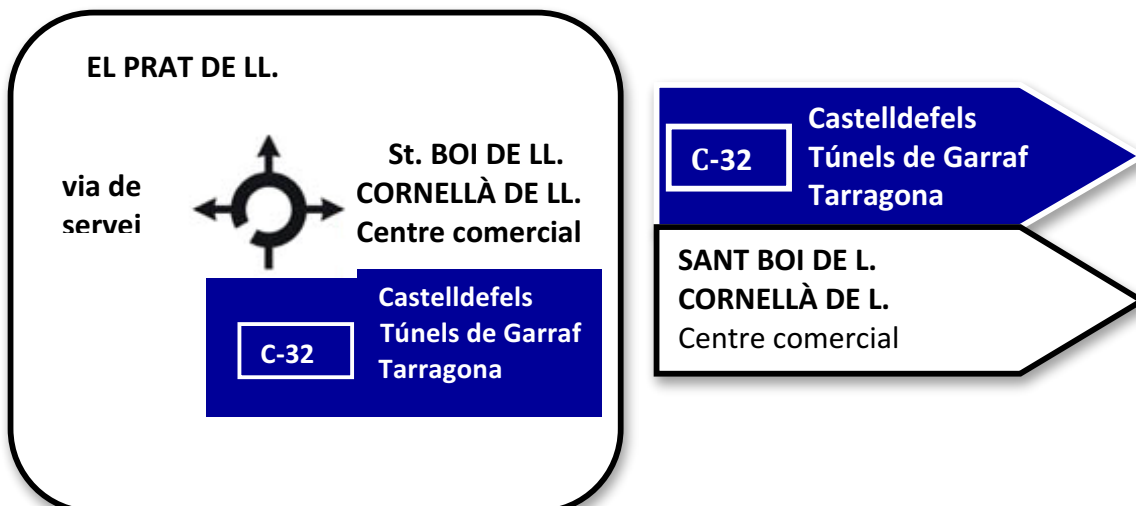 EL PRAT DE LL.
via de
servei
St. BOI DE LL.
CORNELLÀ DE LL.
Centre comercial
C-32
Castelldefels
Túnels de Garraf
Tarragona
C-32
Castelldefels
Túnels de Garraf
Tarragona
SANT BOI DE L.
CORNELLÀ DE L.
Centre comercial